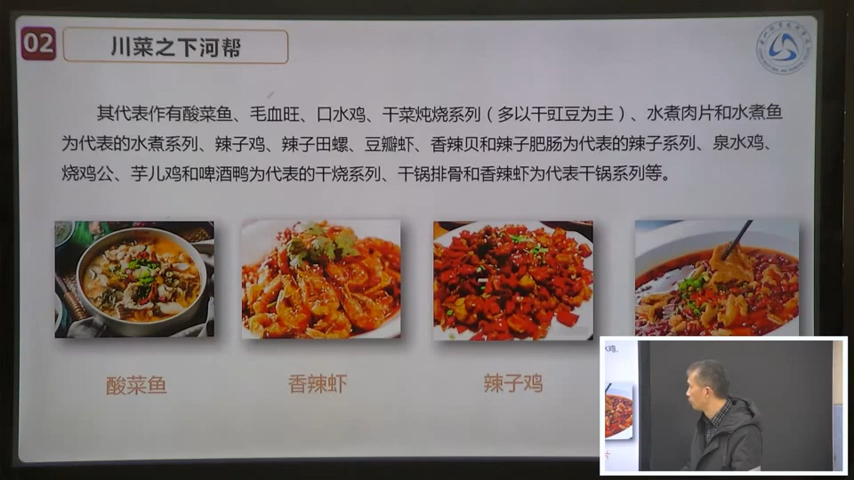 02
川菜之下河帮
其代表作有酸菜鱼、毛血旺、口水鸡、干菜炖烧系列（多以干豇豆为主）、水煮肉片和水煮鱼
为代表的水煮系列、辣子鸡、辣子田螺、豆瓣虾、香辣贝和辣子肥肠为代表的辣子系列、泉水鸡、
烧鸡公、芋儿鸡和啤酒鸭为代表的干烧系列、干锅排骨和香辣虾为代表干锅系列等。
酸菜鱼
香辣虾
辣子鸡